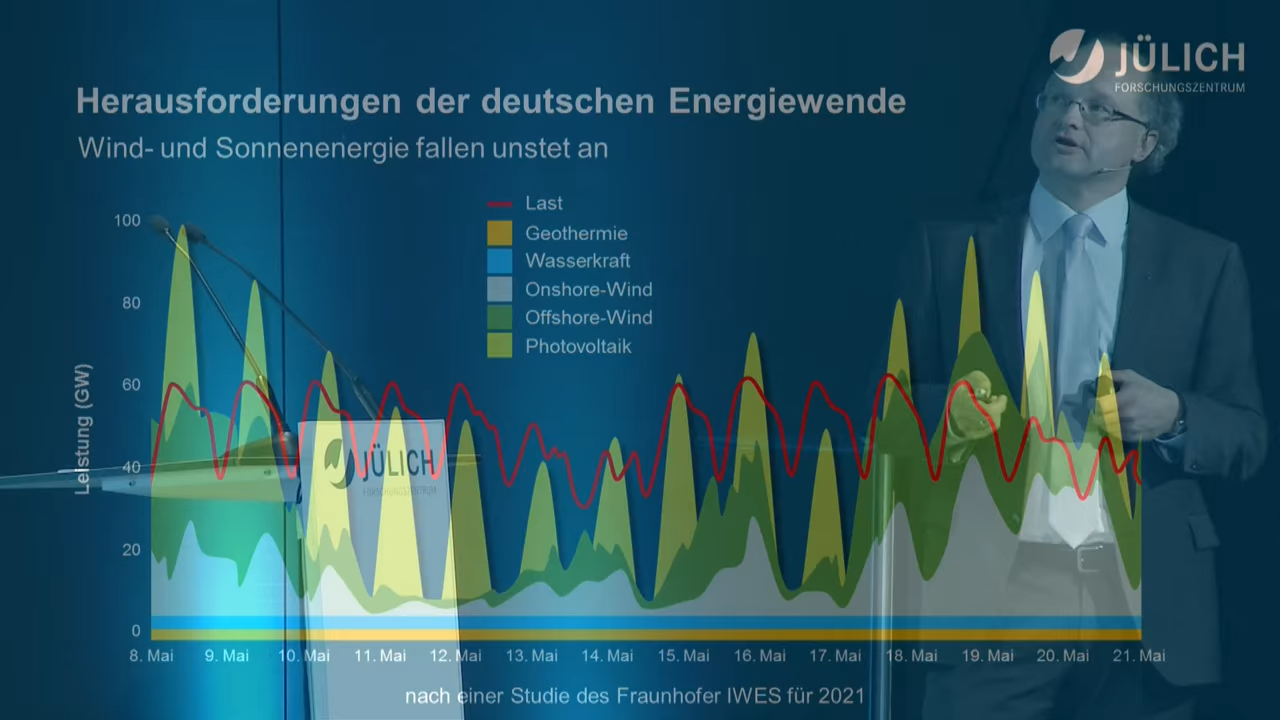 JÜLICH
FORSCHUNGSZENTRUM
Herausforderungen der deutschen Energiewende
Wind- und Sonnenenergie fallen unstet an
Last
Geothermie
Wasserkraft
Onshore-Wind
Offshore-Wind
Photovoltaik
Leistung (GW)
100
80
60
40
20
0
JÜLICH
FORSCHUNGSZENTRUM
8. Mai 9. Mai 10. Mai 11. Mai 12. Mai 13. Mai 14. Mai 15. Mai 16. Mai 17. Mai 18. Mai 19. Mai 20. Mai 21. Mai
nach einer Studie des Fraunhofer IWES für 2021